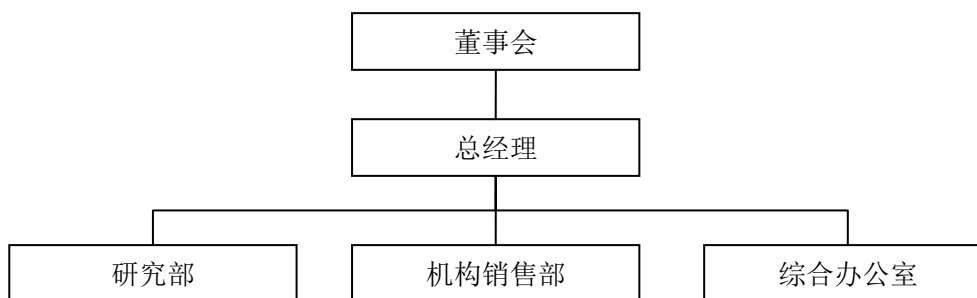 董事会
总经理
研究部
机构销售部
综合办公室